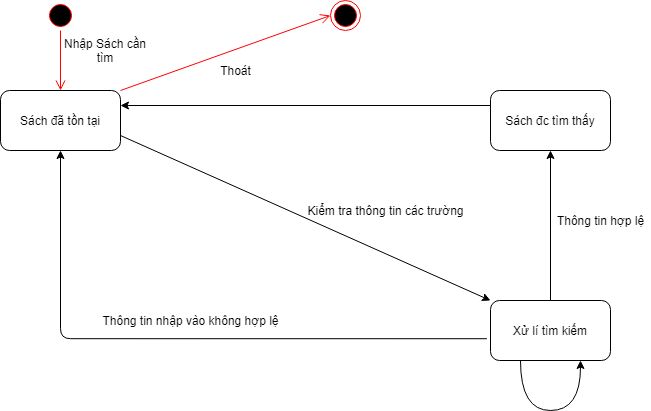 Nhập Sách cần
tìm
Thoát
Sách đã tồn tại
Sách đc tìm thấy
Kiểm tra thông tin các trường
Thông tin hợp lệ
Thông tin nhập vào không hợp lệ
Xử lí tìm kiếm